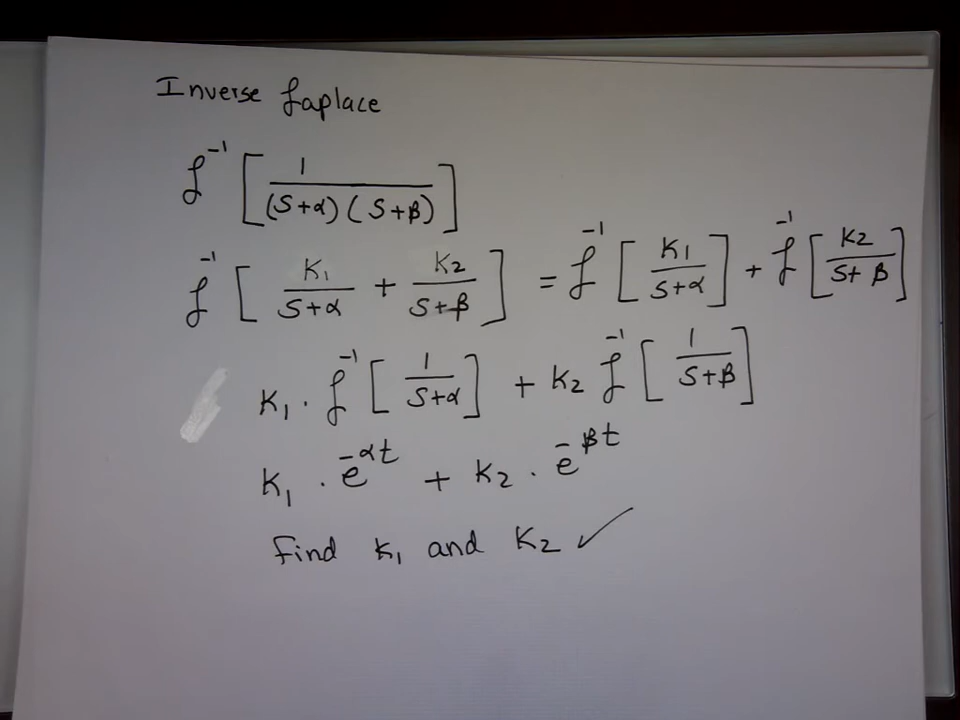 Inverse Laplace
ℒ⁻¹ [ 1 / (S+α)(S+β) ]
ℒ⁻¹ [ K₁ / S+α + K₂ / S+β ] = ℒ⁻¹ [ K₁ / S+α ] + ℒ⁻¹ [ K₂ / S+β ]
K₁ · ℒ⁻¹ [ 1 / S+α ] + K₂ ℒ⁻¹ [ 1 / S+β ]
K₁ · e^-αt + K₂ · e^-βt
Find K₁ and K₂ ✓